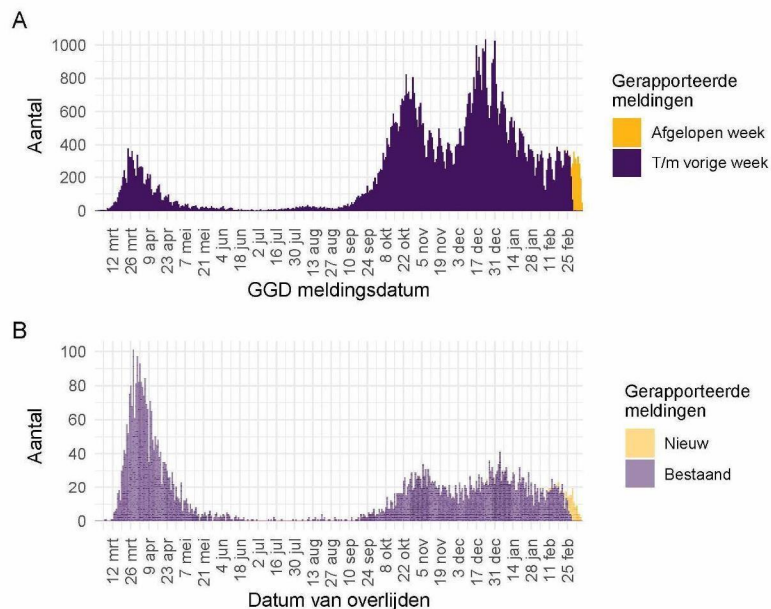 A
Aantal
1000
800
600
400
200
0
12 mrt
26 mrt
9 apr
23 apr
7 mei
21 mei
4 jun
18 jun
2 jul
16 jul
30 jul
13 aug
27 aug
10 sep
24 sep
8 okt
22 okt
5 nov
19 nov
3 dec
17 dec
31 dec
14 jan
28 jan
11 feb
25 feb
GGD meldingsdatum
Gerapporteerde
meldingen
Afgelopen week
T/m vorige week
B
Aantal
100
80
60
40
20
0
12 mrt
26 mrt
9 apr
23 apr
7 mei
21 mei
4 jun
18 jun
2 jul
16 jul
30 jul
13 aug
27 aug
10 sep
24 sep
8 okt
22 okt
5 nov
19 nov
3 dec
17 dec
31 dec
14 jan
28 jan
11 feb
25 feb
Datum van overlijden
Gerapporteerde
meldingen
Nieuw
Bestaand